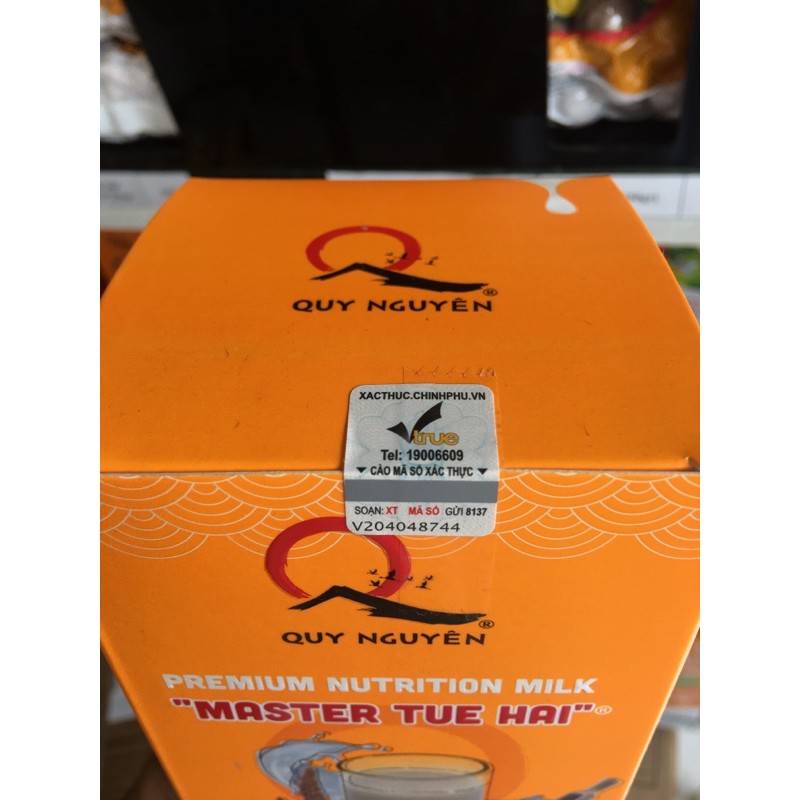 QUY NGUYÊN®
XACTHUC.CHINHPHU.VN
Vtrue
Tel: 19006609
CÀO MÃ SỐ XÁC THỰC
SOẠN: XT MÃ SỐ GỬI 8137
V204048744
QUY NGUYÊN®
PREMIUM NUTRITION MILK
"MASTER TUE HAI"®